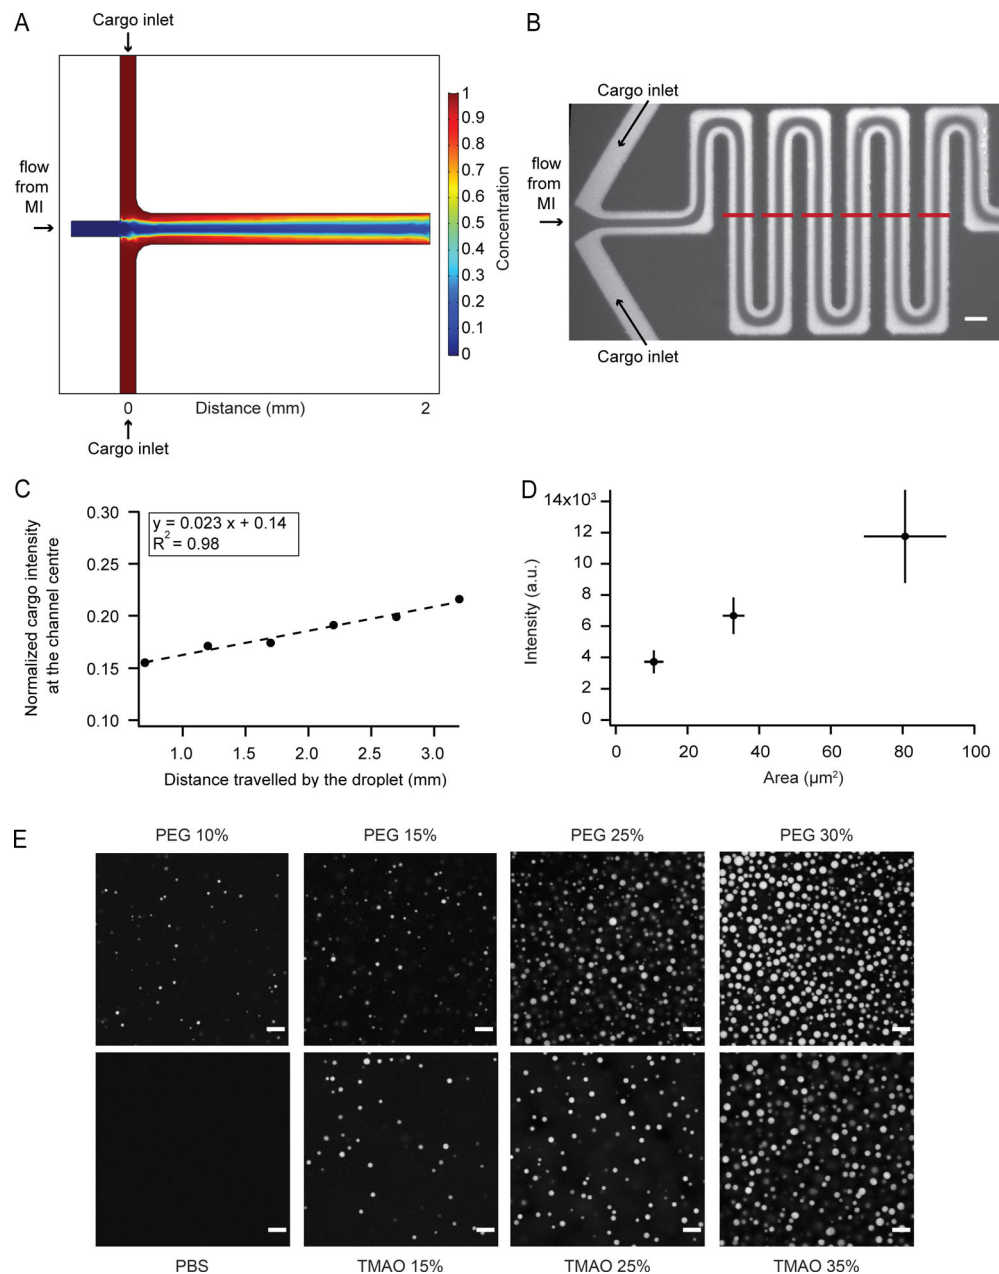 A
Cargo inlet
flow
from
MI
1
0.9
0.8
0.7
0.6
0.5
0.4
0.3
0.2
0.1
0
Concentration
0
Distance (mm)
2
Cargo inlet
B
Cargo inlet
flow
from
MI
Cargo inlet
C
Normalized cargo intensity
at the channel centre
0.30
0.25
0.20
0.15
0.10
y = 0.023 x + 0.14
R² = 0.98
1.0
1.5
2.0
2.5
3.0
Distance travelled by the droplet (mm)
D
Intensity (a.u.)
14x10³
12
10
8
6
4
2
0
0
20
40
60
80
100
Area (µm²)
E
PEG 10%
PEG 15%
PEG 25%
PEG 30%
PBS
TMAO 15%
TMAO 25%
TMAO 35%